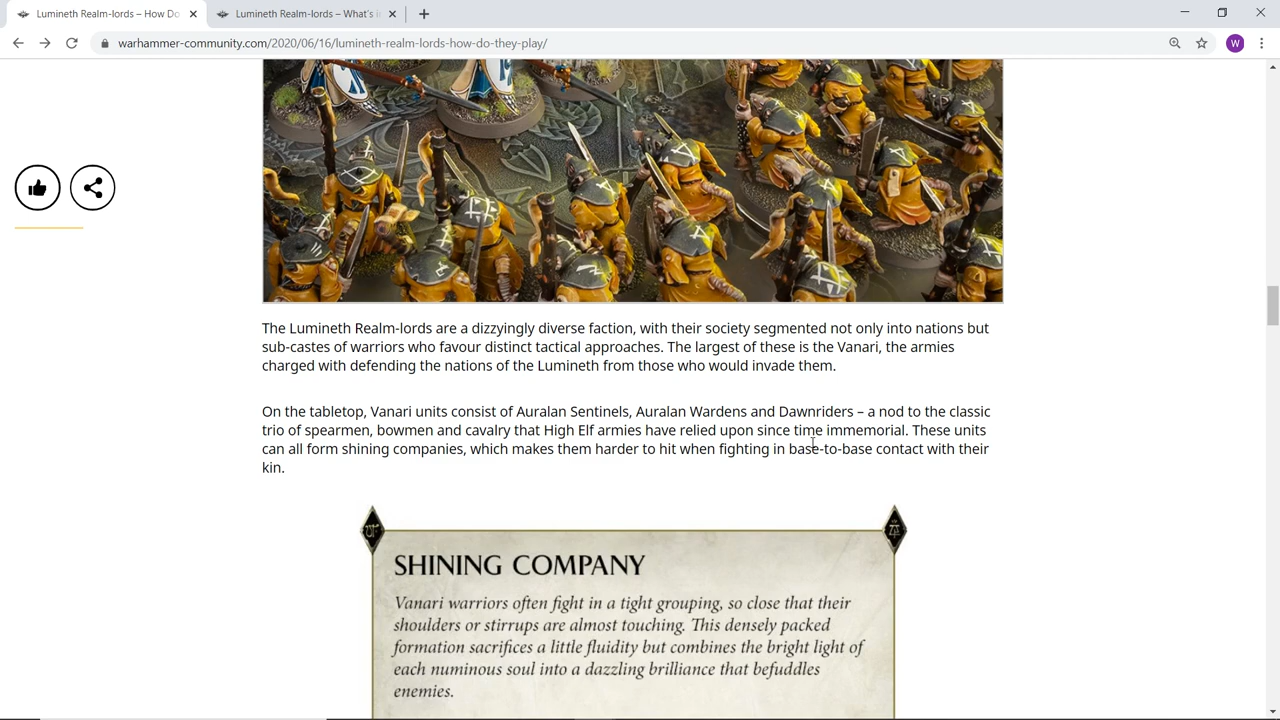 Lumineth Realm-lords – How Do
Lumineth Realm-lords – What's i
warhammer-community.com/2020/06/16/lumineth-realm-lords-how-do-they-play/
W
The Lumineth Realm-lords are a dizzyingly diverse faction, with their society segmented not only into nations but
sub-castes of warriors who favour distinct tactical approaches. The largest of these is the Vanari, the armies
charged with defending the nations of the Lumineth from those who would invade them.
On the tabletop, Vanari units consist of Auralan Sentinels, Auralan Wardens and Dawnriders – a nod to the classic
trio of spearmen, bowmen and cavalry that High Elf armies have relied upon since time immemorial. These units
can all form shining companies, which makes them harder to hit when fighting in base-to-base contact with their
kin.
SHINING COMPANY
Vanari warriors often fight in a tight grouping, so close that their
shoulders or stirrups are almost touching. This densely packed
formation sacrifices a little fluidity but combines the bright light of
each numinous soul into a dazzling brilliance that befuddles
enemies.